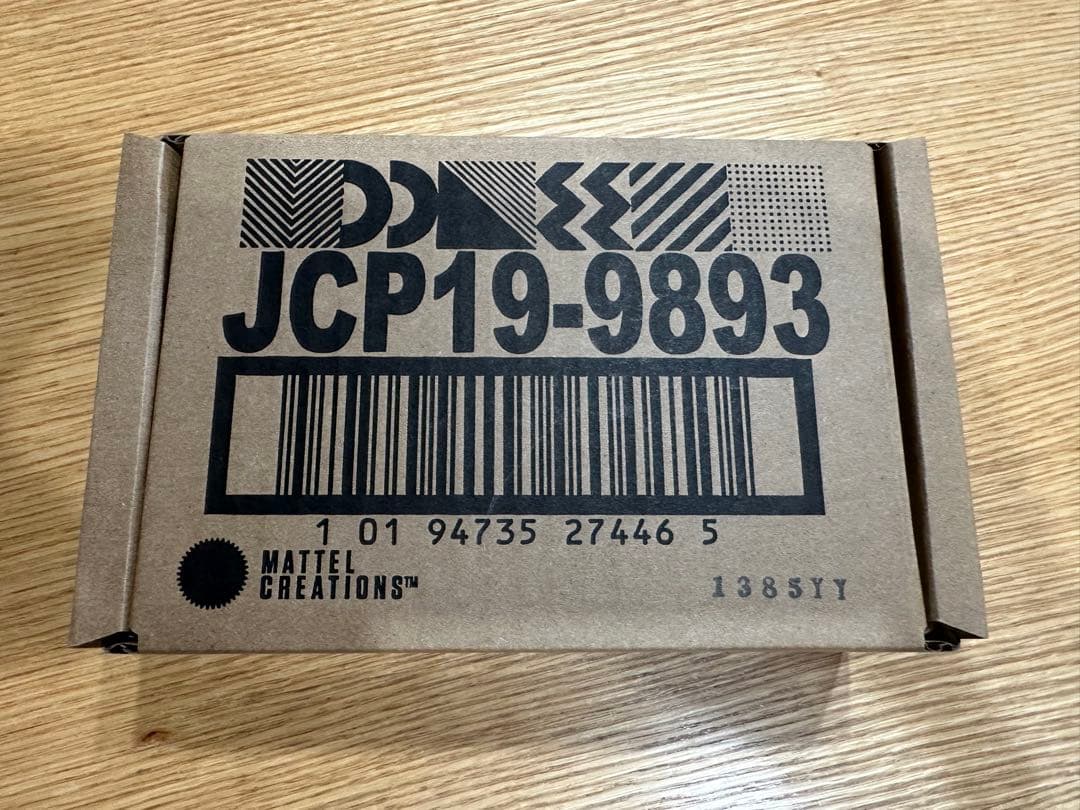 JCP19-9893
1 01 94735 27446 5
MATTEL
CREATIONS™
1385YY